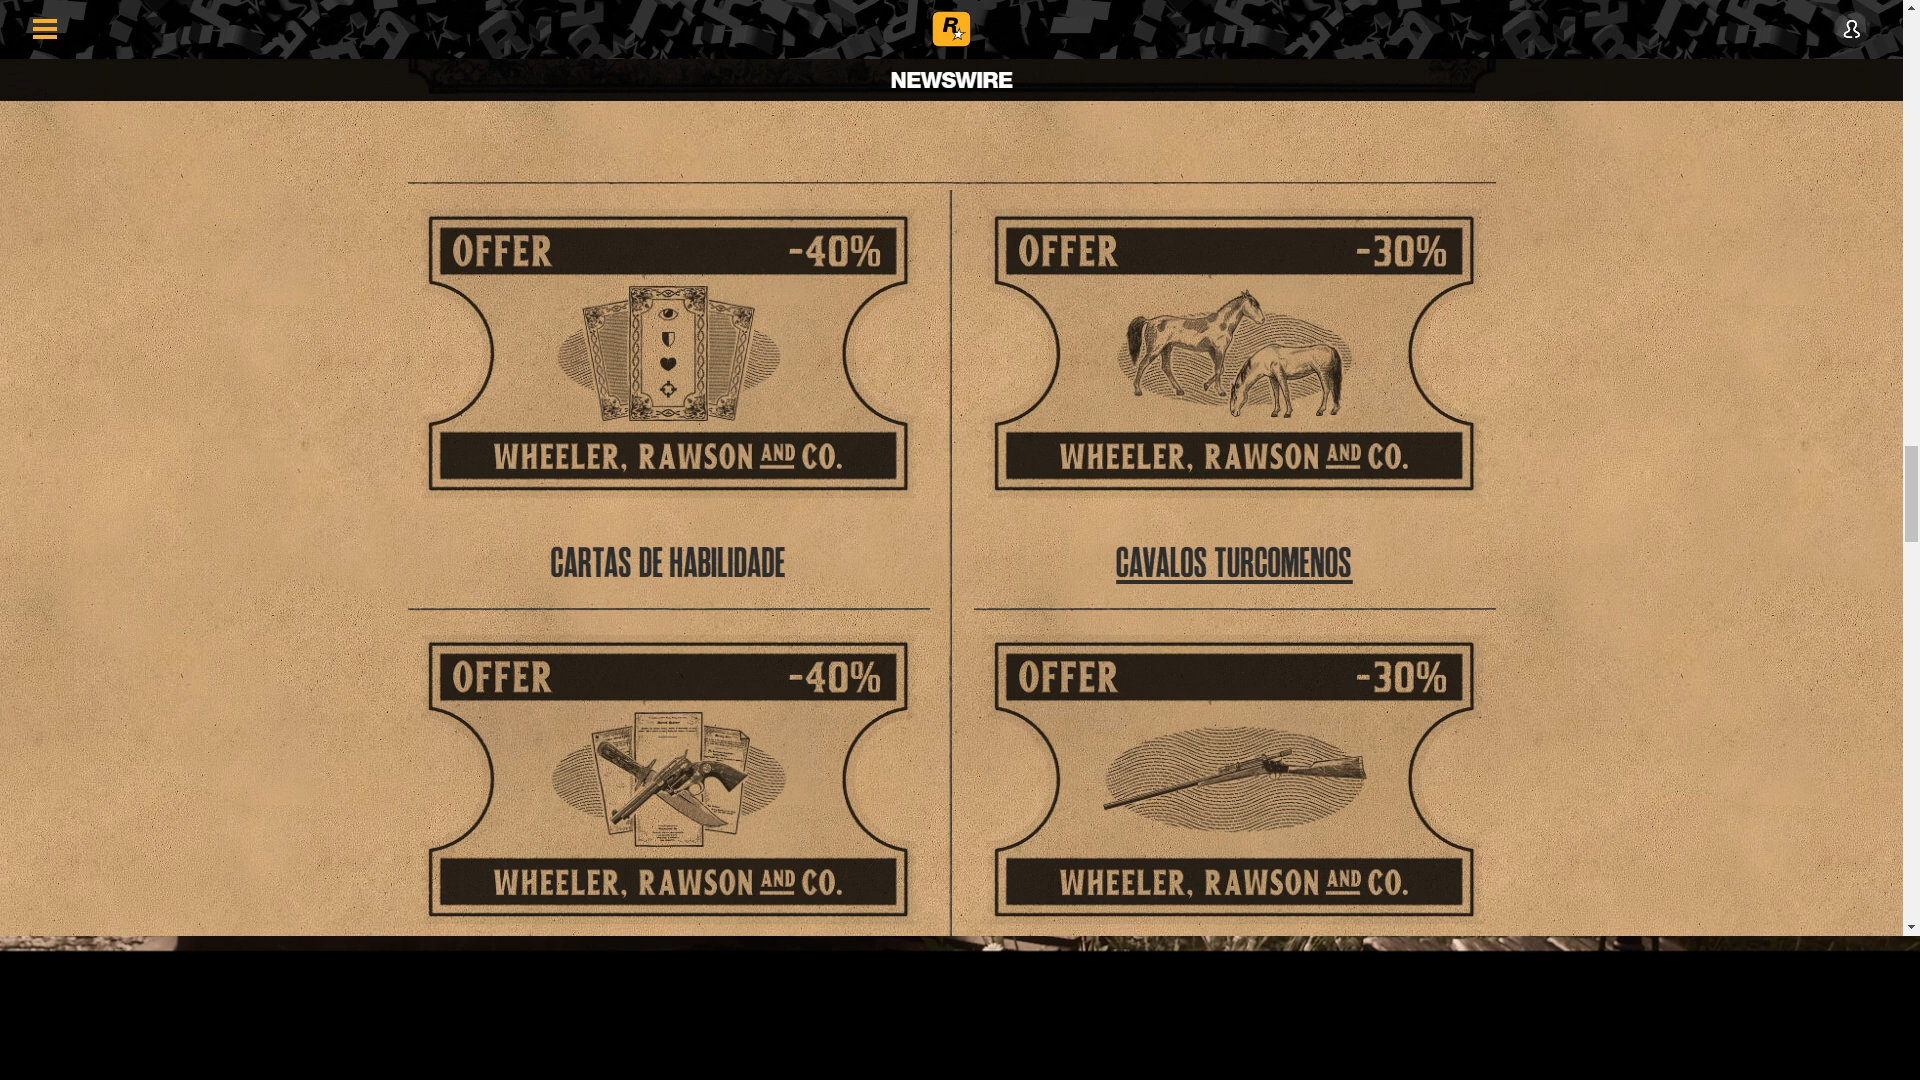 R
NEWSWIRE
OFFER -40%
WHEELER, RAWSON AND CO.
CARTAS DE HABILIDADE
OFFER -30%
WHEELER, RAWSON AND CO.
CAVALOS TURCOMENOS
OFFER -40%
WHEELER, RAWSON AND CO.
OFFER -30%
WHEELER, RAWSON AND CO.